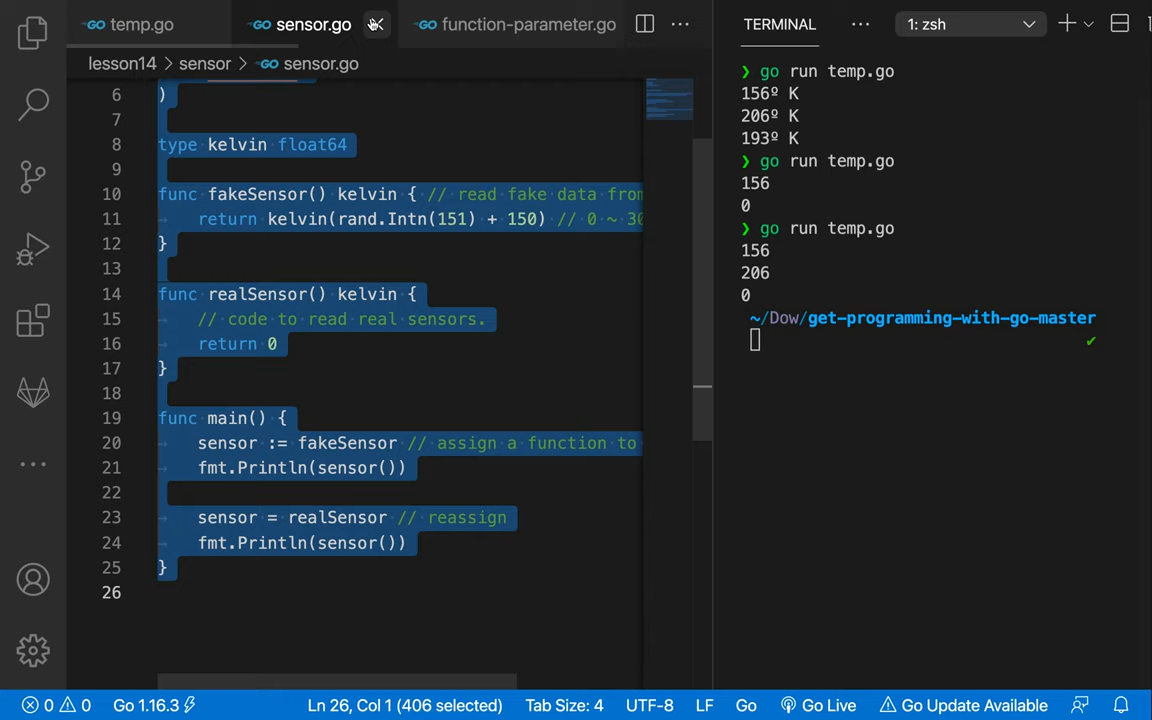 temp.go
sensor.go
function-parameter.go
lesson14 > sensor > sensor.go
6 )
7
8 type kelvin float64
9
10 func fakeSensor() kelvin { // read fake data from
11 return kelvin(rand.Intn(151) + 150) // 0 ~ 30
12 }
13
14 func realSensor() kelvin {
15 // code to read real sensors.
16 return 0
17 }
18
19 func main() {
20 sensor := fakeSensor // assign a function to
21 fmt.Println(sensor())
22
23 sensor = realSensor // reassign
24 fmt.Println(sensor())
25 }
26
TERMINAL
1: zsh
❯ go run temp.go
156º K
206º K
193º K
❯ go run temp.go
156
0
❯ go run temp.go
156
206
0
~/Dow/get-programming-with-go-master
✔
0 0 Go 1.16.3 Ln 26, Col 1 (406 selected) Tab Size: 4 UTF-8 LF Go Go Live Go Update Available